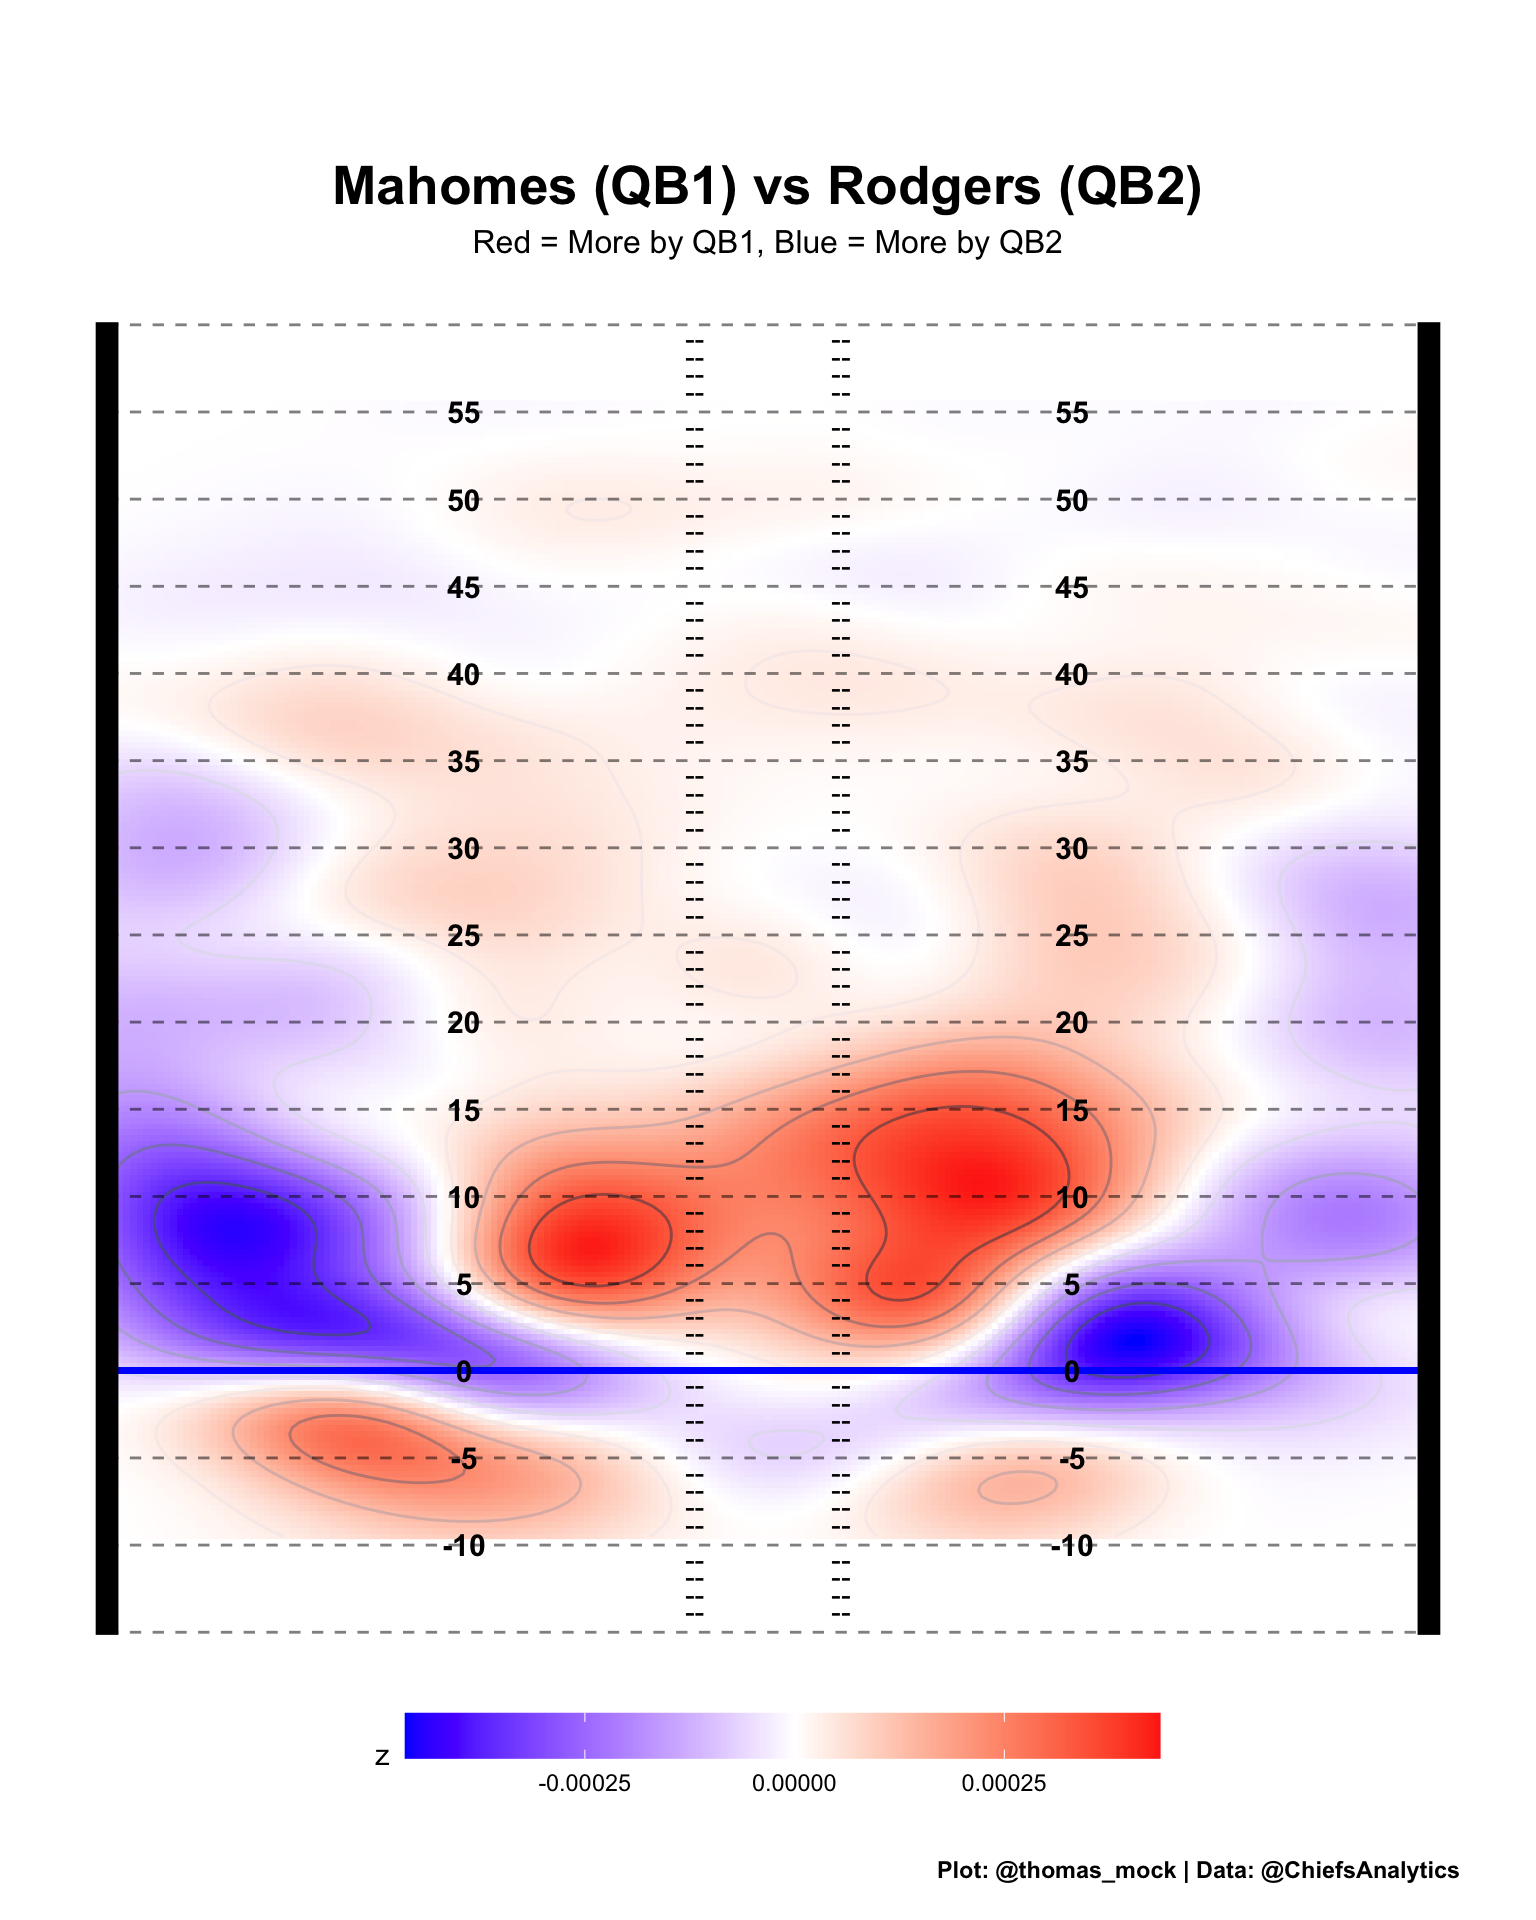 Mahomes (QB1) vs Rodgers (QB2)
Red = More by QB1, Blue = More by QB2
55 55
50 50
45 45
40 40
35 35
30 30
25 25
20 20
15 15
10 10
5 5
0 0
-5 -5
-10 -10
z
-0.00025 0.00000 0.00025
Plot: @thomas_mock | Data: @ChiefsAnalytics